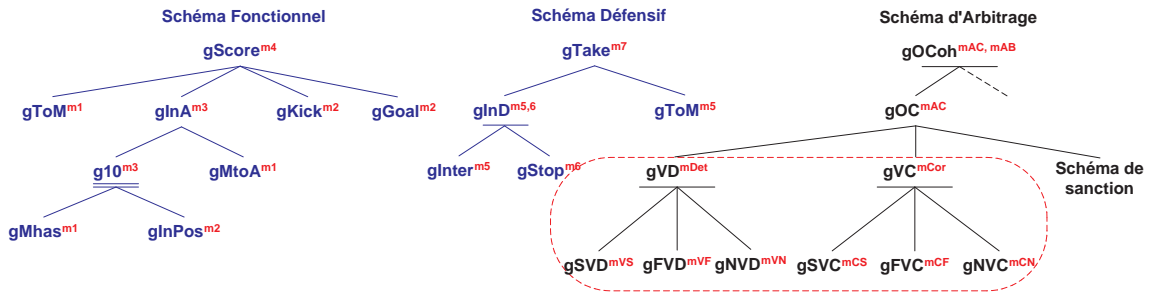 Schéma Fonctionnel Schéma Défensif Schéma d'Arbitrage
gScore m4 gTake m7 gOCoh mAC, mAB
gToM m1 gInA m3 gKick m2 gGoal m2 gInD m5,6 gToM m5 gOC mAC
g10 m3 gMtoA m1 gInter m5 gStop m6 gVD mDet gVC mCor Schéma de
sanction
gMhas m1 gInPos m2
gSVD mVS gFVD mVF gNVD mVN gSVC mCS gFVC mCF gNVC mCN